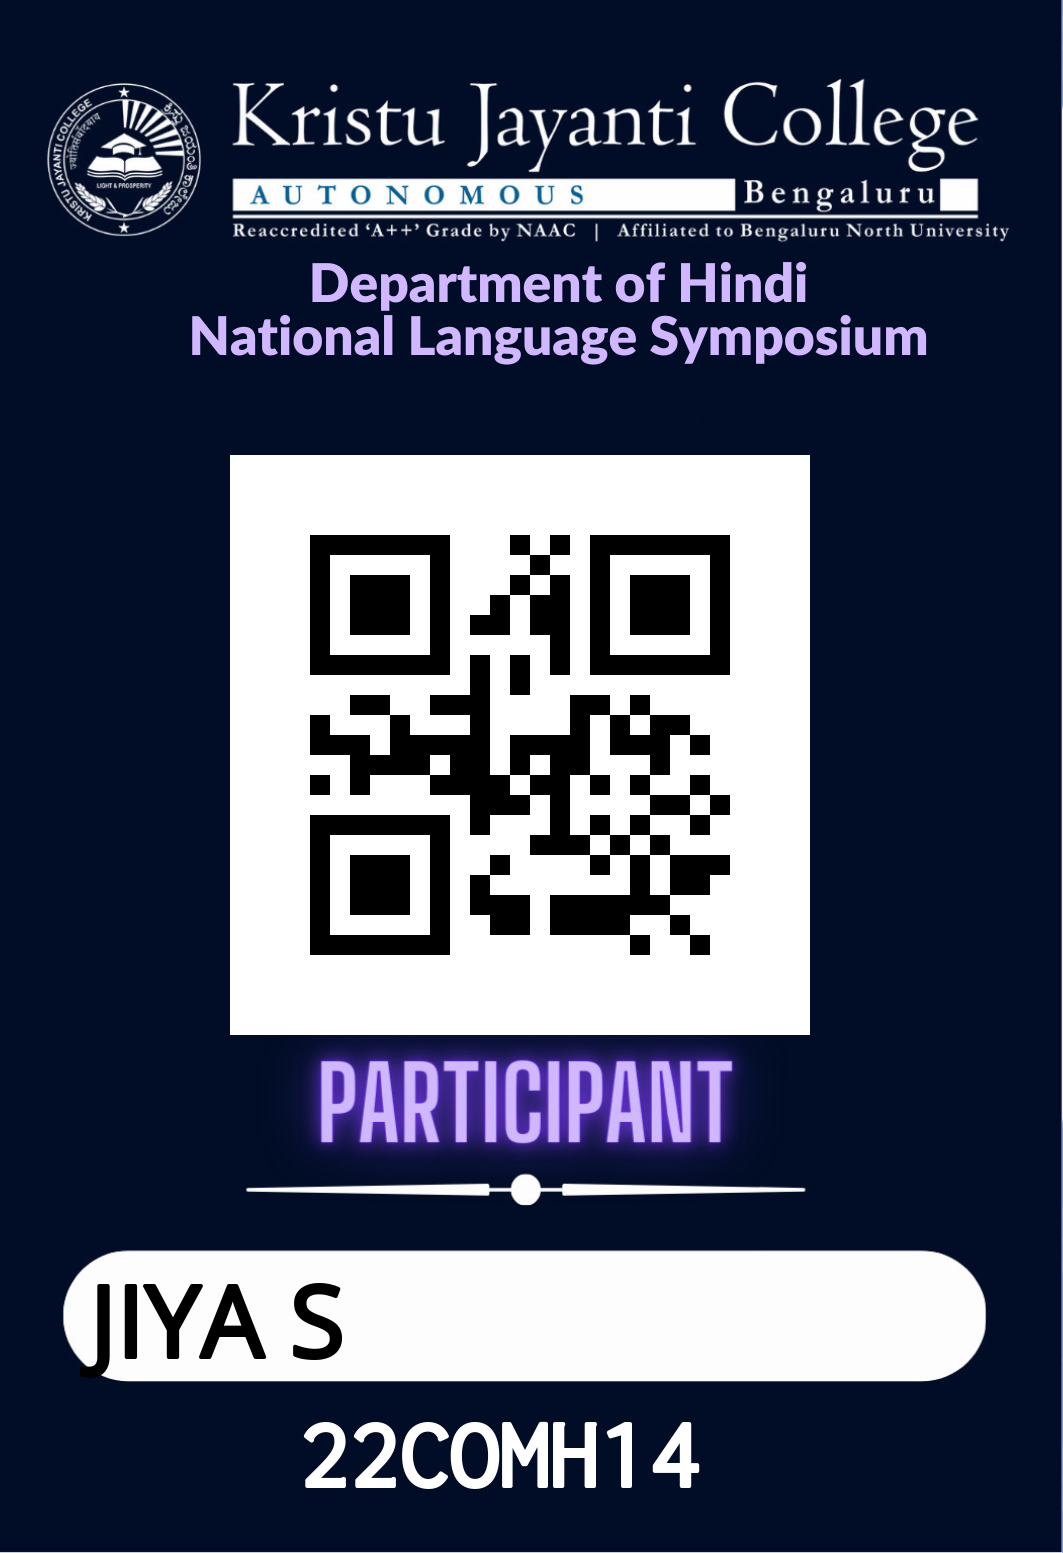 KRISTU JAYANTI COLLEGE
LIGHT & PROSPERITY
Kristu Jayanti College
AUTONOMOUS Bengaluru
Reaccredited ‘A++’ Grade by NAAC | Affiliated to Bengaluru North University
Department of Hindi
National Language Symposium
PARTICIPANT
JIYA S
22COMH14